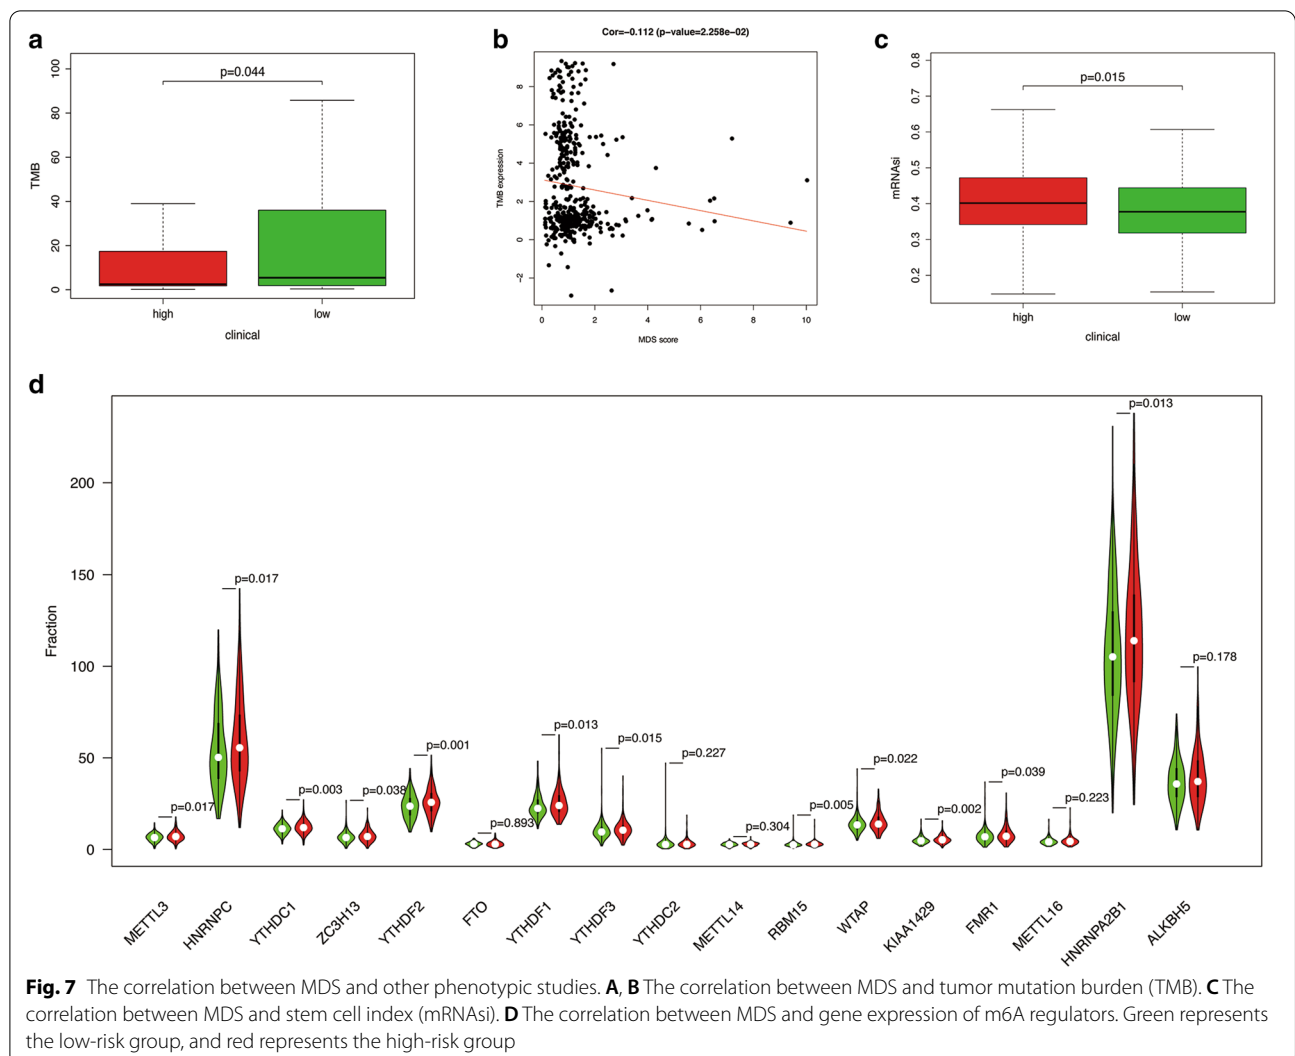 a
p=0.044
100
80
60
40
20
0
TMB
high
low
clinical
b
Cor=−0.112 (p−value=2.258e−02)
8
6
4
2
0
−2
TMB expression
0 2 4 6 8 10
MDS score
c
p=0.015
0.8
0.7
0.6
0.5
0.4
0.3
0.2
mRNAsi
high
low
clinical
d
200
150
100
50
0
Fraction
p=0.017
p=0.017
p=0.003
p=0.038
p=0.001
p=0.893
p=0.013
p=0.015
p=0.227
p=0.304
p=0.005
p=0.022
p=0.002
p=0.039
p=0.223
p=0.013
p=0.178
METTL3
HNRNPC
YTHDC1
ZC3H13
YTHDF2
FTO
YTHDF1
YTHDF3
YTHDC2
METTL14
RBM15
WTAP
KIAA1429
FMR1
METTL16
HNRNPA2B1
ALKBH5
Fig. 7 The correlation between MDS and other phenotypic studies. A, B The correlation between MDS and tumor mutation burden (TMB). C The
correlation between MDS and stem cell index (mRNAsi). D The correlation between MDS and gene expression of m6A regulators. Green represents
the low-risk group, and red represents the high-risk group